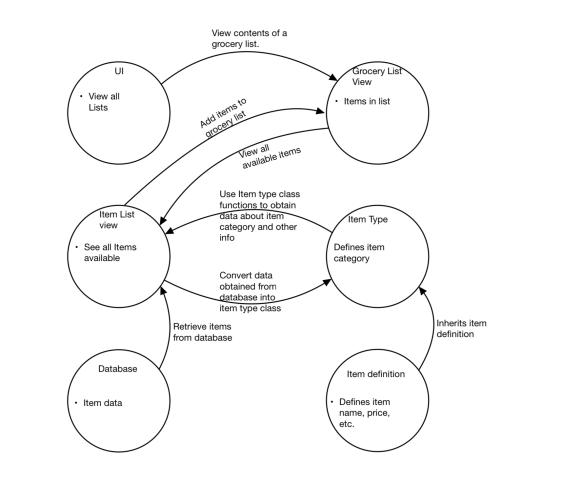 View contents of a
grocery list.
UI
• View all
Lists
Grocery List
View
• Items in list
Add items to
grocery list
View all
available items
Item List
view
• See all Items
available
Use Item type class
functions to obtain
data about item
category and other
info
Item Type
Defines item
category
Convert data
obtained from
database into
item type class
Retrieve items
from database
Inherits item
definition
Database
• Item data
Item definition
• Defines item
name, price,
etc.